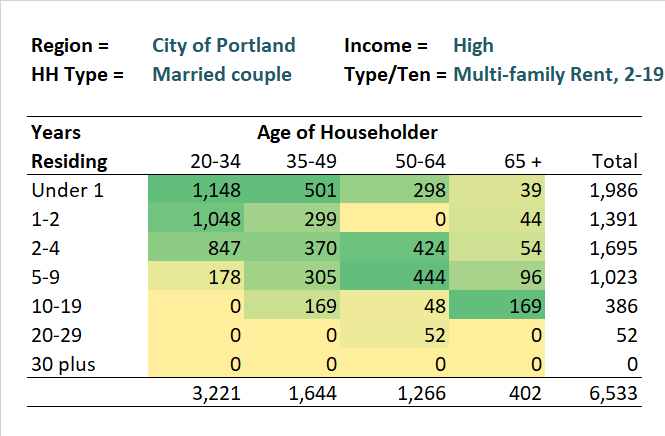 Region = City of Portland Income = High
HH Type = Married couple Type/Ten = Multi-family Rent, 2-19
Years Age of Householder
Residing 20-34 35-49 50-64 65 + Total
Under 1 1,148 501 298 39 1,986
1-2 1,048 299 0 44 1,391
2-4 847 370 424 54 1,695
5-9 178 305 444 96 1,023
10-19 0 169 48 169 386
20-29 0 0 52 0 52
30 plus 0 0 0 0 0
3,221 1,644 1,266 402 6,533